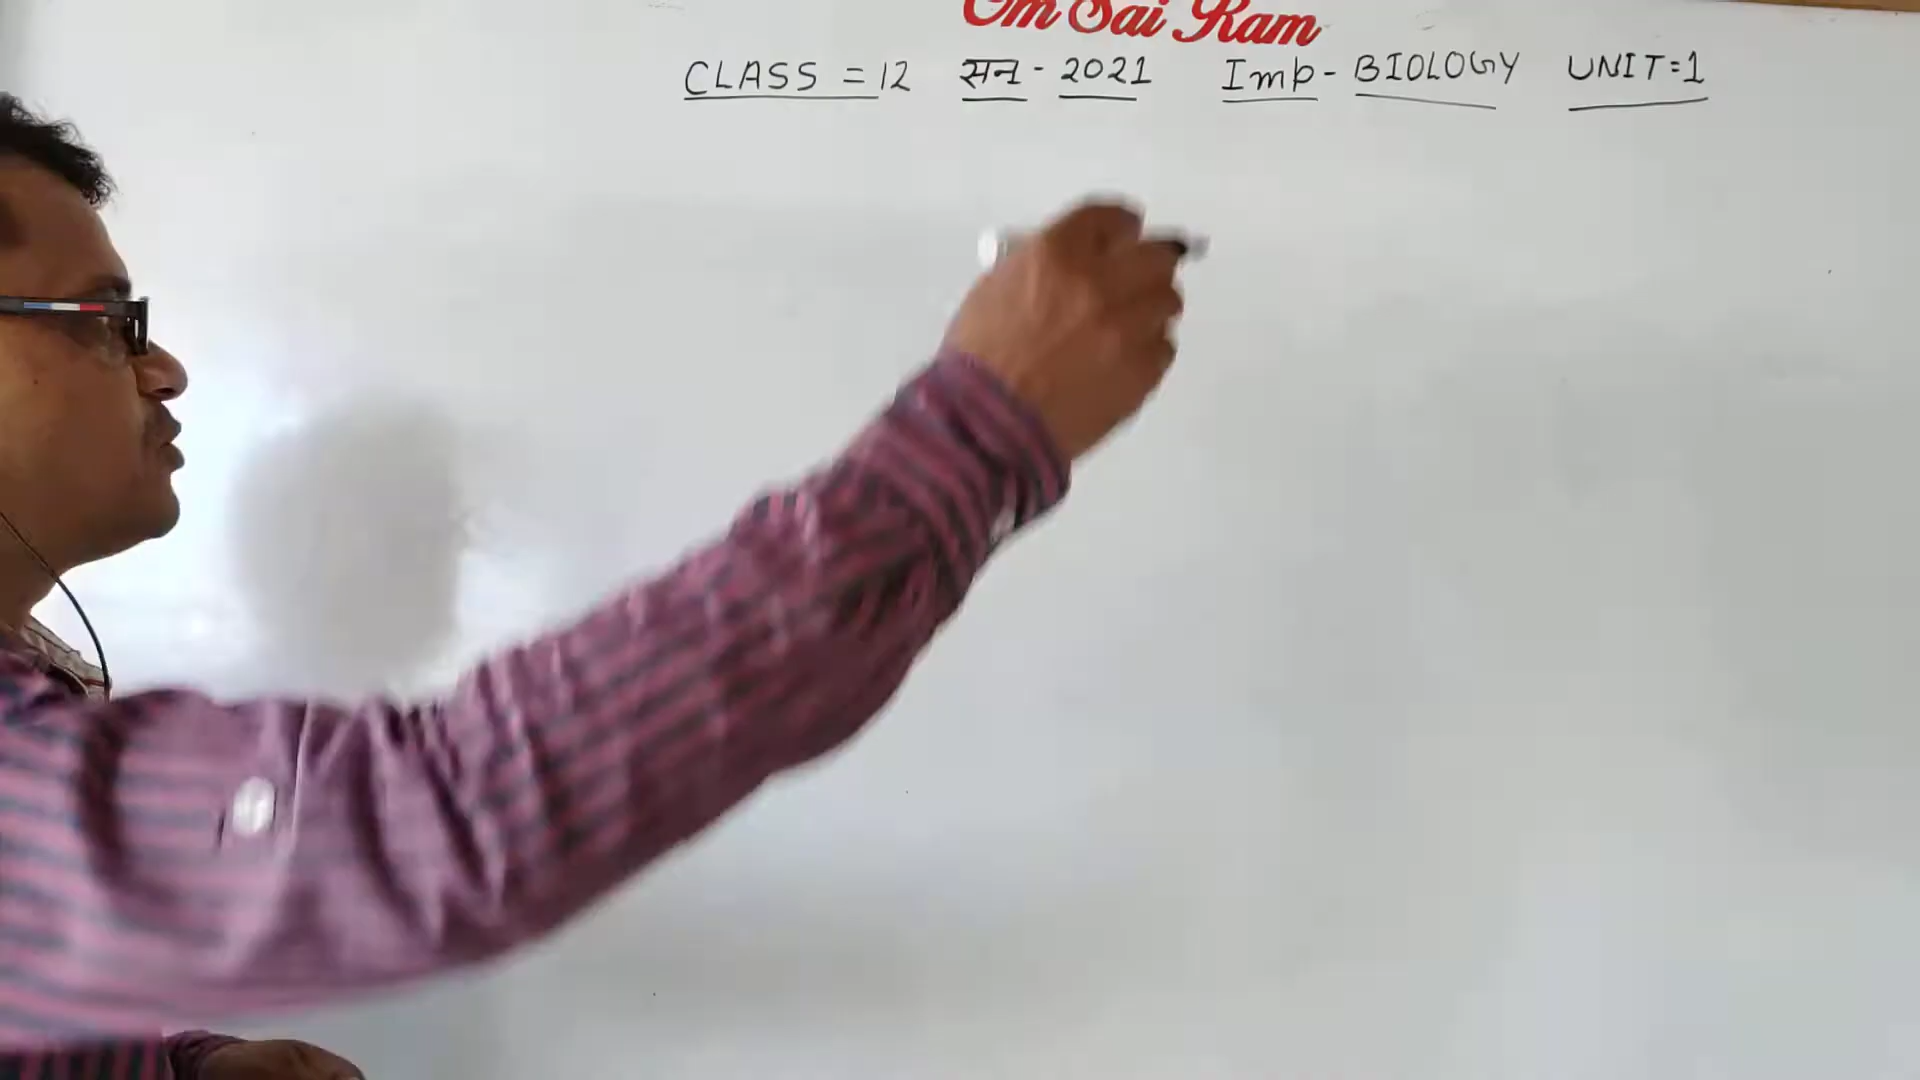 Om Sai Ram
CLASS = 12 सन - 2021 Imp - BIOLOGY UNIT=1